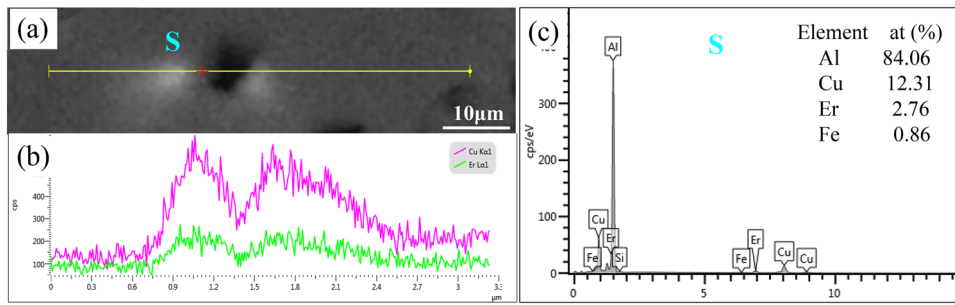 (a)
S
10μm
(b)
Cu Kα1
Er Lα1
cps
400
300
200
100
0.0 0.3 0.6 0.9 1.2 1.5 1.8 2.1 2.4 2.7 3 3.3
μm
(c)
S
Element at (%)
Al 84.06
Cu 12.31
Er 2.76
Fe 0.86
cps/eV
300
200
100
0
Al
Cu
Er
Fe
Si
Er
Fe
Cu
Cu
0 5 10